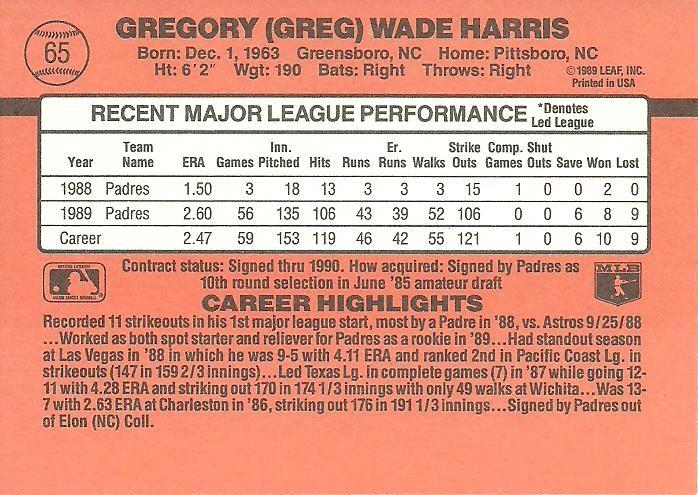 65
GREGORY (GREG) WADE HARRIS
Born: Dec. 1, 1963 Greensboro, NC Home: Pittsboro, NC
Ht: 6'2" Wgt: 190 Bats: Right Throws: Right
©1989 LEAF, INC.
Printed in USA
RECENT MAJOR LEAGUE PERFORMANCE *Denotes Led League
Year Team Name ERA Games Inn. Pitched Hits Runs Er. Runs Walks Strike Outs Comp. Games Shut Outs Save Won Lost
1988 Padres 1.50 3 18 13 3 3 3 15 1 0 0 2 0
1989 Padres 2.60 56 135 106 43 39 52 106 0 0 6 8 9
Career 2.47 59 153 119 46 42 55 121 1 0 6 10 9
Contract status: Signed thru 1990. How acquired: Signed by Padres as
10th round selection in June '85 amateur draft
MLB
CAREER HIGHLIGHTS
Recorded 11 strikeouts in his 1st major league start, most by a Padre in '88, vs. Astros 9/25/88
...Worked as both spot starter and reliever for Padres as a rookie in '89...Had standout season
at Las Vegas in '88 in which he was 9-5 with 4.11 ERA and ranked 2nd in Pacific Coast Lg. in
strikeouts (147 in 159 2/3 innings)...Led Texas Lg. in complete games (7) in '87 while going 12-
11 with 4.28 ERA and striking out 170 in 174 1/3 innings with only 49 walks at Wichita...Was 13-
7 with 2.63 ERA at Charleston in '86, striking out 176 in 191 1/3 innings...Signed by Padres out
of Elon (NC) Coll.